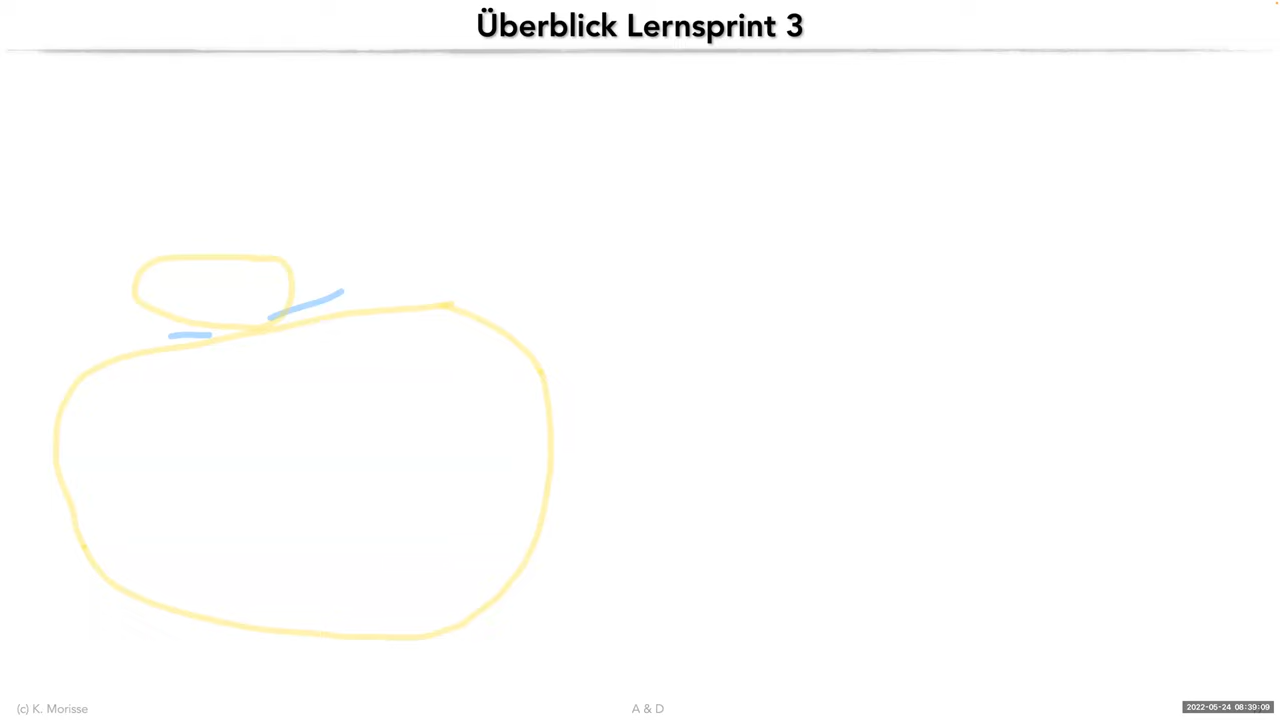 Überblick Lernsprint 3
(c) K. Morisse
A & D
2022-05-24 08:39:09